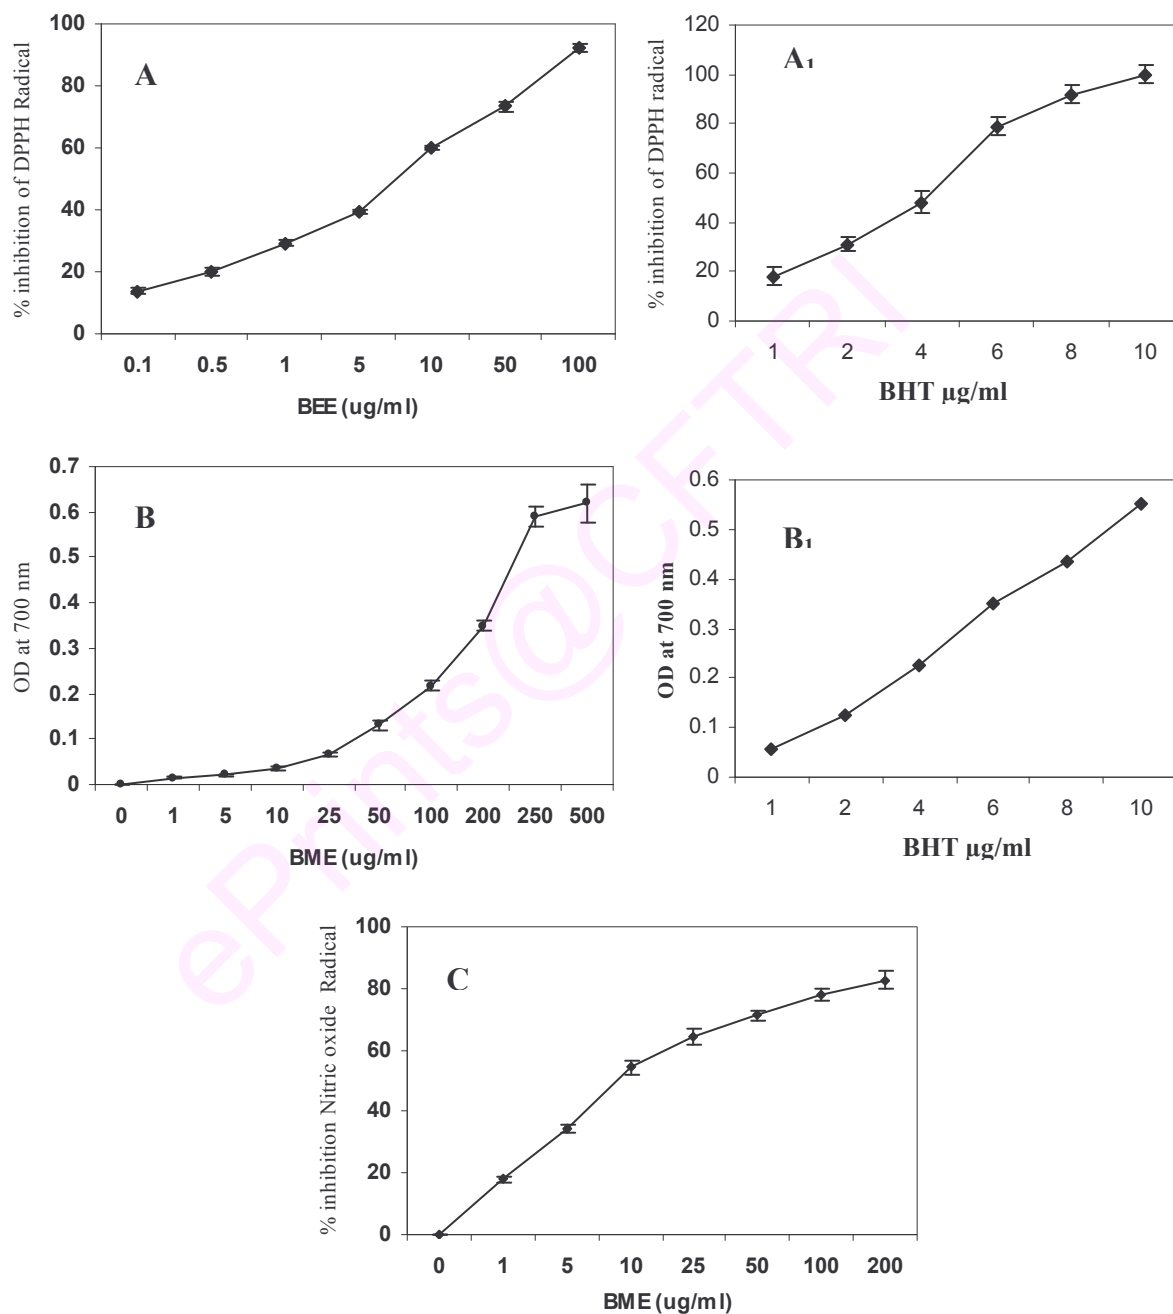 % inhibition of DPPH Radical
100
80
60
40
20
0
A
0.1 0.5 1 5 10 50 100
BEE (ug/ml)
% inhibition of DPPH radical
120
100
80
60
40
20
0
A1
1 2 4 6 8 10
BHT µg/ml
OD at 700 nm
0.7
0.6
0.5
0.4
0.3
0.2
0.1
0
B
0 1 5 10 25 50 100 200 250 500
BME (ug/ml)
OD at 700 nm
0.6
0.5
0.4
0.3
0.2
0.1
0
B1
1 2 4 6 8 10
BHT µg/ml
% inhibition Nitric oxide Radical
100
80
60
40
20
0
C
0 1 5 10 25 50 100 200
BME (ug/ml)
ePrints@CFTRI